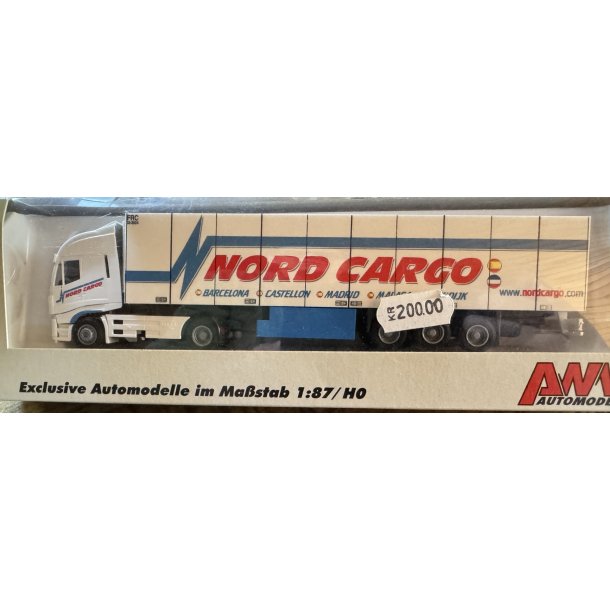 FRC
NORD CARGO
BARCELONA CASTELLON MADRID
www.nordcargo.com
NORD CARGO
KR 200.00
Exclusive Automodelle im Maßstab 1:87/H0
AW
AUTOMODE